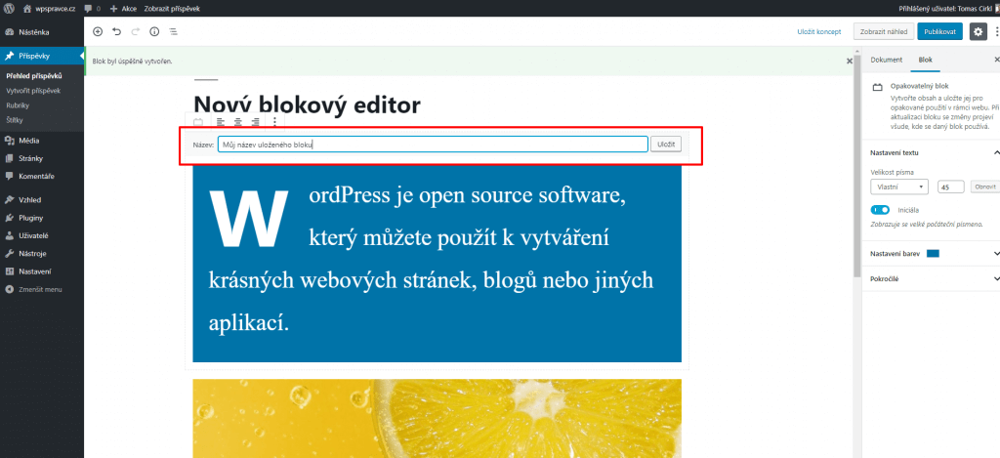 wpspravce.cz 0 Akce Zobrazit příspěvek Přihlášený uživatel: Tomas Cirkl
Nástěnka
Příspěvky
Přehled příspěvků
Vytvořit příspěvek
Rubriky
Štítky
Média
Stránky
Komentáře
Vzhled
Pluginy
Uživatelé
Nástroje
Nastavení
Zmenšit menu
Uložit koncept Zobrazit náhled Publikovat
Blok byl úspěšně vytvořen.
Nový blokový editor
Název: Můj název uloženého bloku Uložit
WordPress je open source software,
který můžete použít k vytváření
krásných webových stránek, blogů nebo jiných
aplikací.
Dokument Blok
Opakovatelný blok
Vytvořte obsah a uložte jej pro
opakované použití v rámci webu. Při
aktualizaci bloku se změny projeví
všude, kde se daný blok používá.
Nastavení textu
Velikost písma
Vlastní 45 Obnovit
Iniciála
Zobrazuje se velké počáteční písmeno.
Nastavení barev
Pokročilé